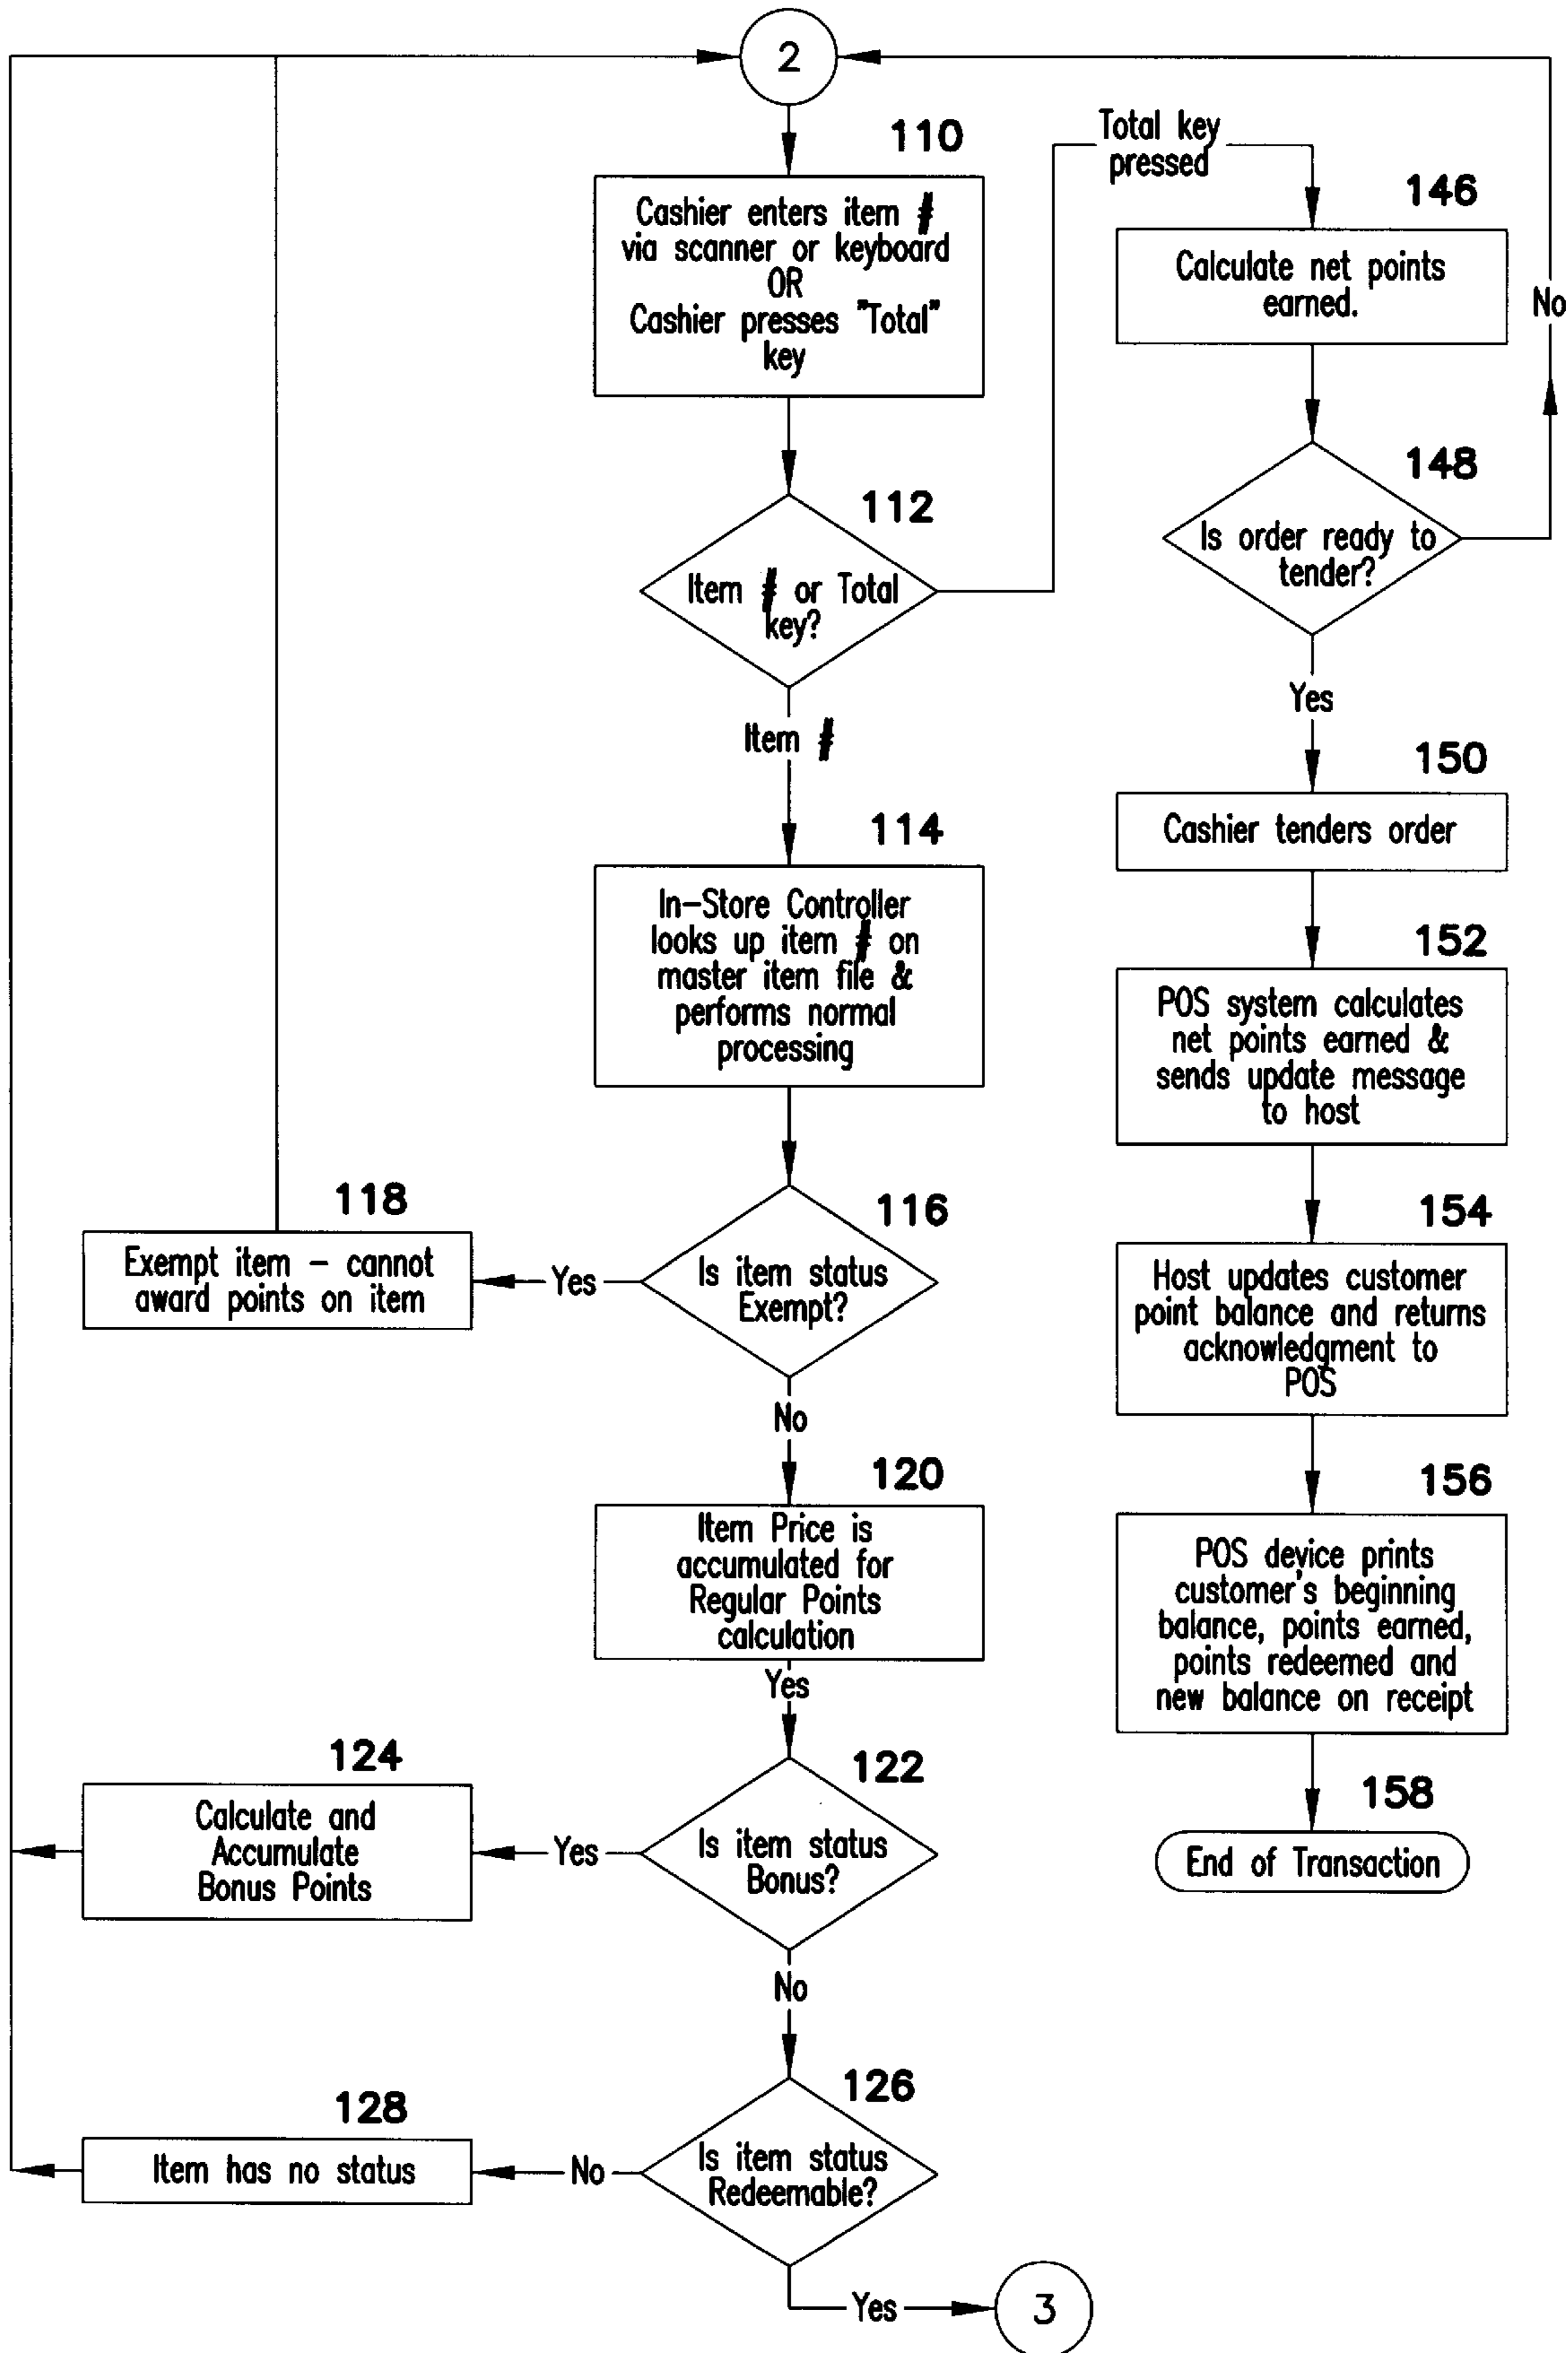 2
110
Cashier enters item #
via scanner or keyboard
OR
Cashier presses "Total"
key
112
Item # or Total
key?
Item #
114
In-Store Controller
looks up item # on
master item file &
performs normal
processing
116
Is item status
Exempt?
Yes
118
Exempt item - cannot
award points on item
No
120
Item Price is
accumulated for
Regular Points
calculation
Yes
122
Is item status
Bonus?
Yes
124
Calculate and
Accumulate
Bonus Points
No
126
Is item status
Redeemable?
No
128
Item has no status
Yes
3
Total key
pressed
146
Calculate net points
earned.
148
Is order ready to
tender?
No
Yes
150
Cashier tenders order
152
POS system calculates
net points earned &
sends update message
to host
154
Host updates customer
point balance and returns
acknowledgment to
POS
156
POS device prints
customer's beginning
balance, points earned,
points redeemed and
new balance on receipt
158
End of Transaction